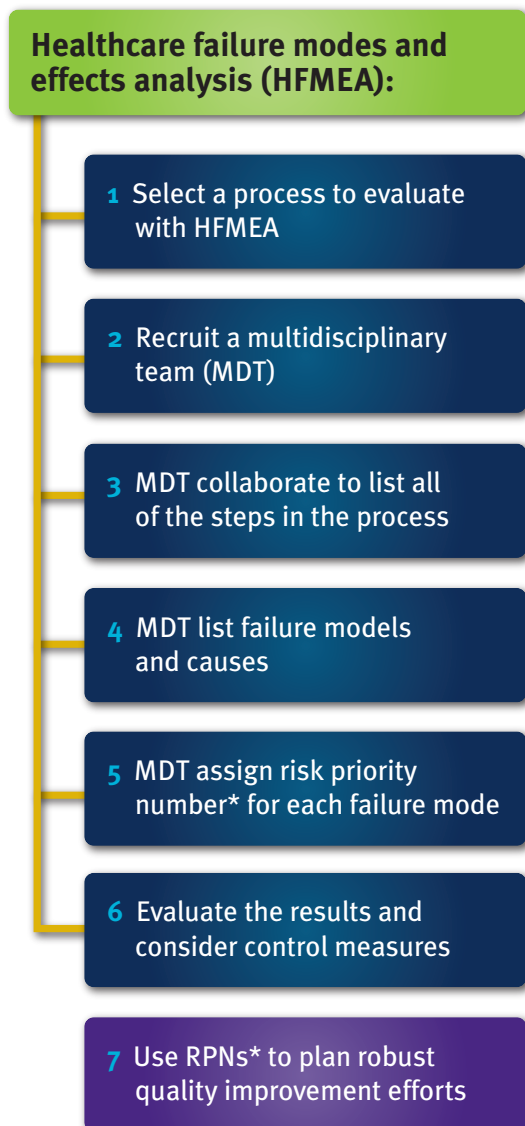 Healthcare failure modes and
effects analysis (HFMEA):
1 Select a process to evaluate
with HFMEA
2 Recruit a multidisciplinary
team (MDT)
3 MDT collaborate to list all
of the steps in the process
4 MDT list failure models
and causes
5 MDT assign risk priority
number* for each failure mode
6 Evaluate the results and
consider control measures
7 Use RPNs* to plan robust
quality improvement efforts